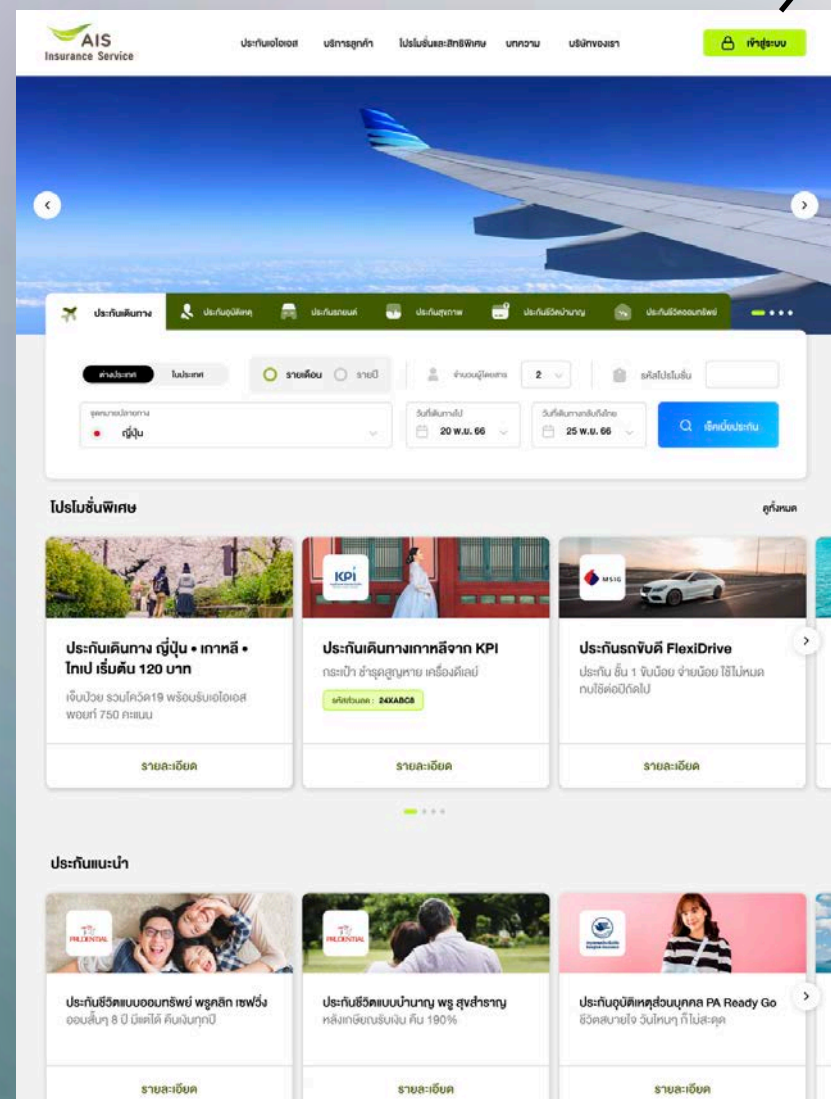 AIS
Insurance Service
ประกันเอไอเอส
บริการลูกค้า
โปรโมชั่นและสิทธิพิเศษ
บทความ
บริษัทของเรา
เข้าสู่ระบบ
ประกันเดินทาง
ประกันอุบัติเหตุ
ประกันรถยนต์
ประกันสุขภาพ
ประกันชีวิตบำนาญ
ประกันชีวิตออมทรัพย์
ต่างประเทศ
ในประเทศ
รายเดือน
รายปี
จำนวนผู้โดยสาร
2
รหัสโปรโมชั่น
จุดหมายปลายทาง
ญี่ปุ่น
วันที่เดินทางไป
20 พ.ย. 66
วันที่เดินทางกลับถึงไทย
25 พ.ย. 66
เช็คเบี้ยประกัน
โปรโมชั่นพิเศษ
ดูทั้งหมด
ประกันเดินทาง ญี่ปุ่น • เกาหลี •
ไทเป เริ่มต้น 120 บาท
เจ็บป่วย รวมโควิด19 พร้อมรับเอไอเอส
พอยท์ 750 คะแนน
รายละเอียด
KPI
ประกันเดินทางเกาหลีจาก KPI
กระเป๋า ชำรุดสูญหาย เครื่องดีเลย์
รหัสส่วนลด : 24XABC8
รายละเอียด
MSIG
ประกันรถขับดี FlexiDrive
ประกัน ชั้น 1 ขับน้อย จ่ายน้อย ใช้ไม่หมด
ทบใช้ต่อปีถัดไป
รายละเอียด
ประกันแนะนำ
PRUDENTIAL
ประกันชีวิตแบบออมทรัพย์ พรูคลิก เซฟวิ่ง
ออมสั้นๆ 8 ปี มีแต่ได้ คืนเงินทุกปี
รายละเอียด
PRUDENTIAL
ประกันชีวิตแบบบำนาญ พรู สุขสำราญ
หลังเกษียณรับเงิน คืน 190%
รายละเอียด
ประกันอุบัติเหตุส่วนบุคคล PA Ready Go
ชีวิตสบายใจ วันไหนๆ ก็ไม่สะดุด
รายละเอียด